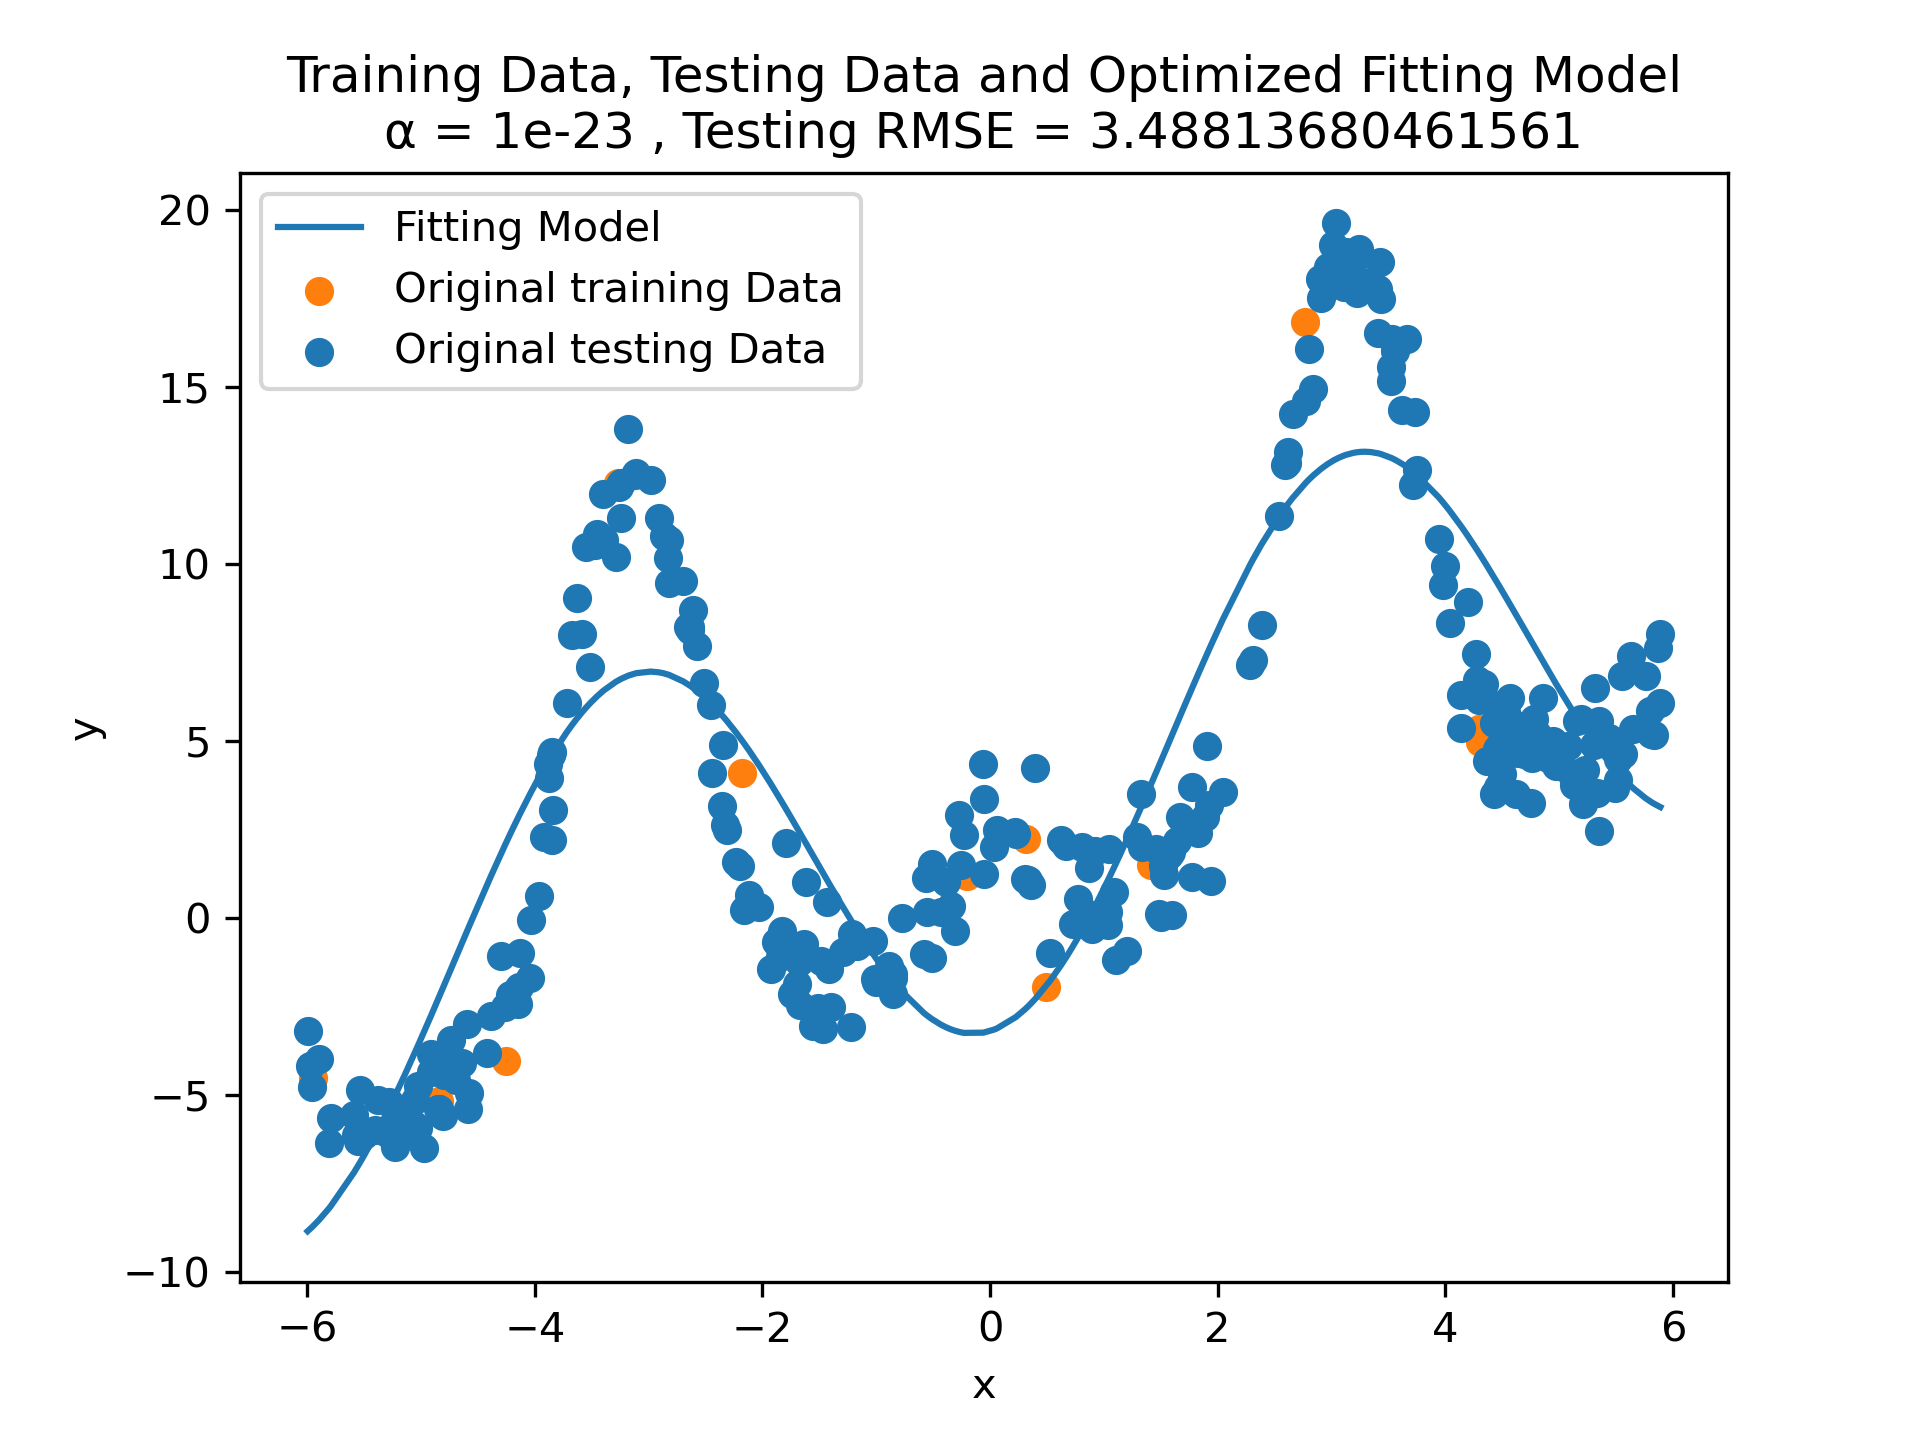 Training Data, Testing Data and Optimized Fitting Model
α = 1e-23 , Testing RMSE = 3.48813680461561
Fitting Model
Original training Data
Original testing Data
20
15
10
5
0
−5
−10
y
−6 −4 −2 0 2 4 6
x